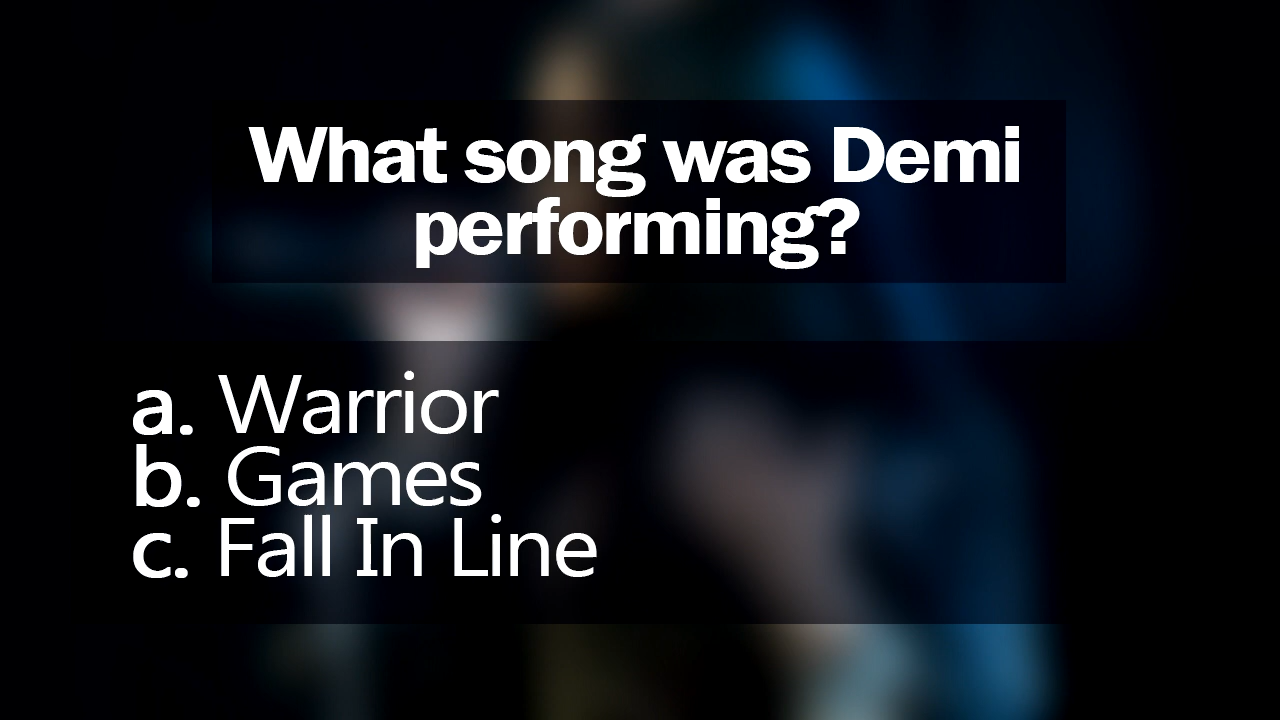 What song was Demi
performing?
a. Warrior
b. Games
c. Fall In Line